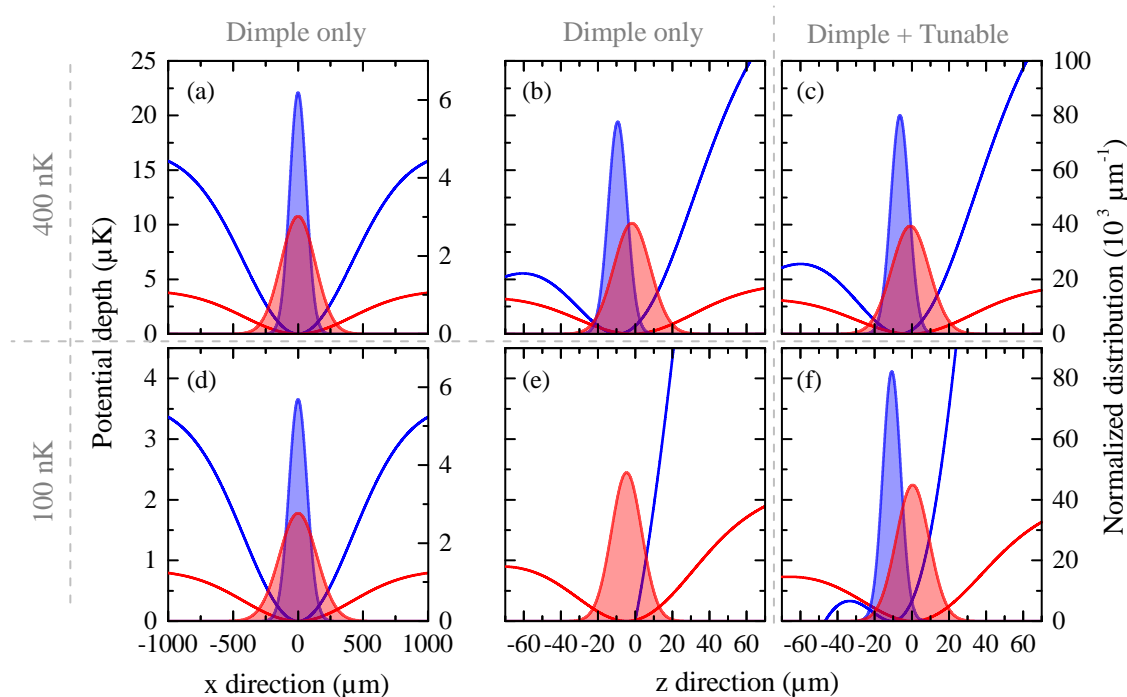 Dimple only
Dimple only
Dimple + Tunable
400 nK
100 nK
Potential depth (µK)
Normalized distribution (10³ µm⁻¹)
(a)
25
20
15
10
5
0
6
4
2
0
(b)
(c)
100
80
60
40
20
0
(d)
4
3
2
1
0
6
4
2
0
(e)
(f)
80
60
40
20
0
-1000 -500 0 500 1000
-60 -40 -20 0 20 40 60
-60 -40 -20 0 20 40 60
x direction (µm)
z direction (µm)